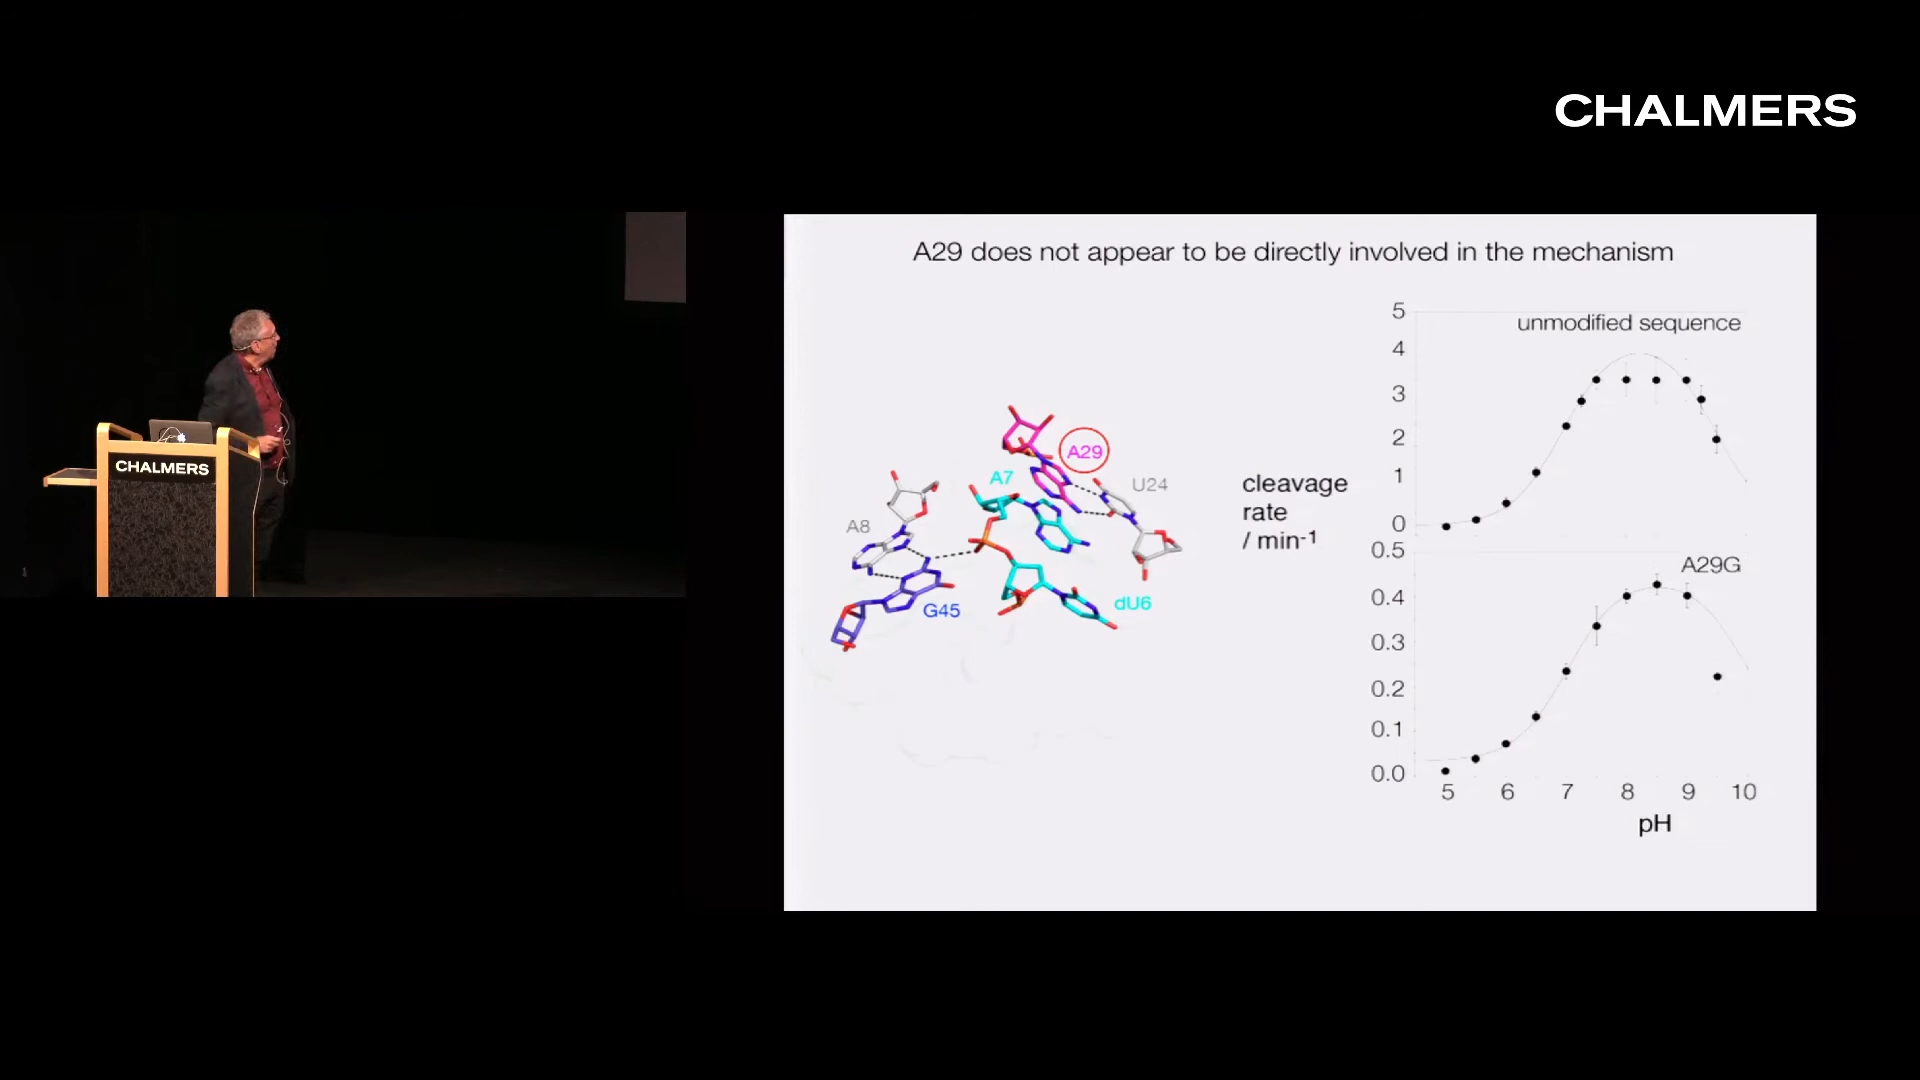 CHALMERS
CHALMERS
A29 does not appear to be directly involved in the mechanism
A29
A7
U24
A8
G45
dU6
cleavage
rate
/ min-1
unmodified sequence
5
4
3
2
1
0
A29G
0.5
0.4
0.3
0.2
0.1
0.0
5 6 7 8 9 10
pH